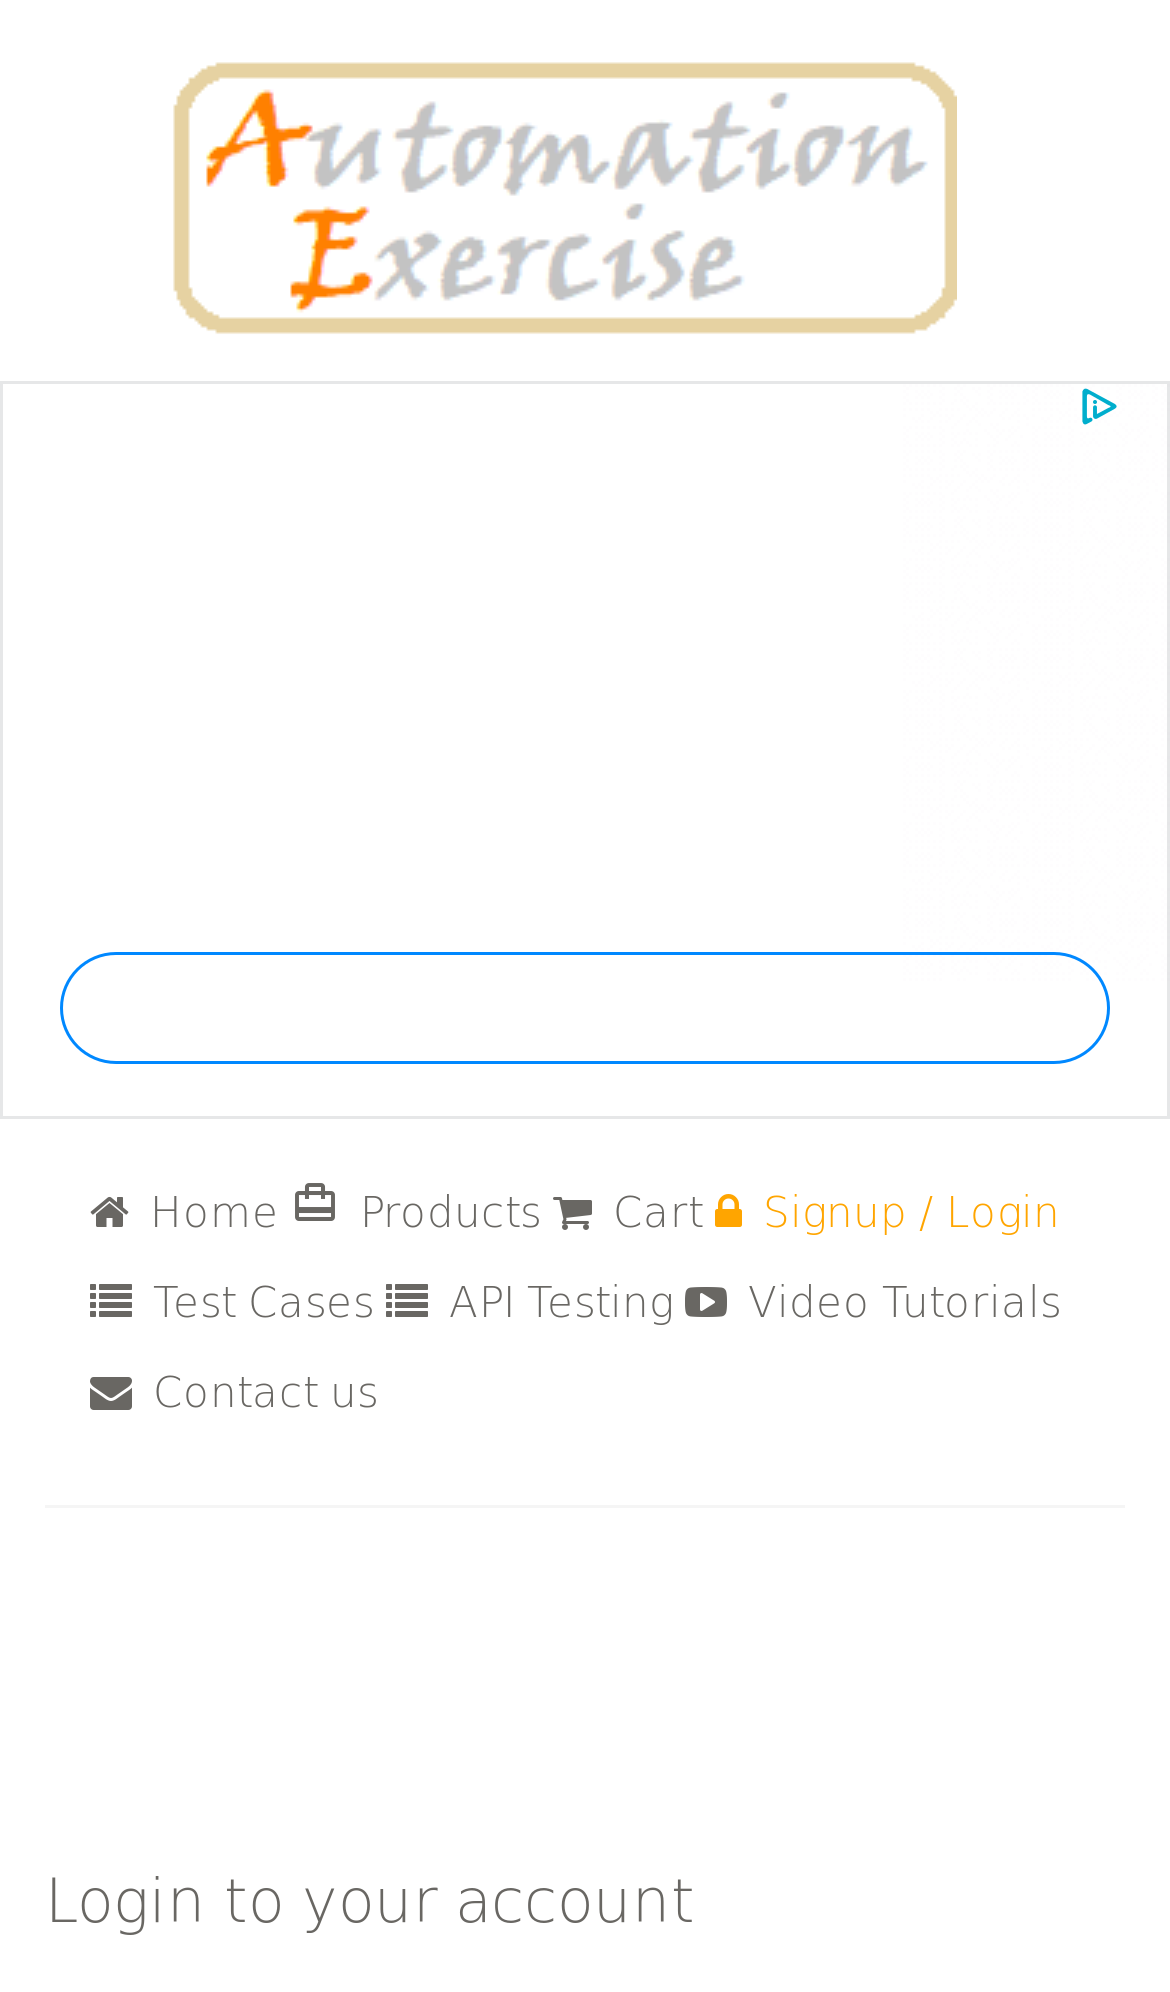 Automation
Exercise
Home Products Cart Signup / Login
Test Cases API Testing Video Tutorials
Contact us
Login to your account